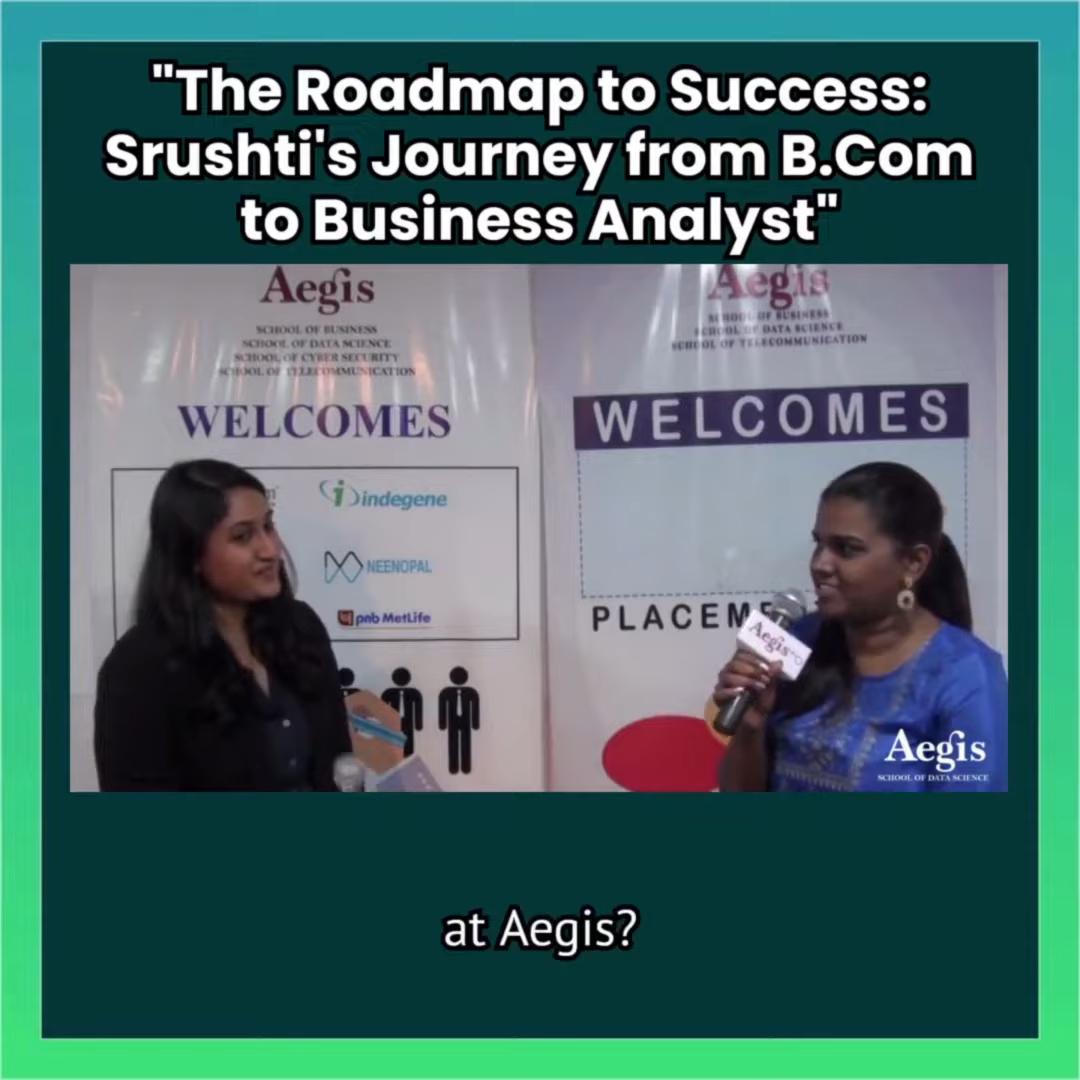 "The Roadmap to Success:
Srushti's Journey from B.Com
to Business Analyst"
Aegis
SCHOOL OF BUSINESS
SCHOOL OF DATA SCIENCE
SCHOOL OF CYBER SECURITY
SCHOOL OF TELECOMMUNICATION
WELCOMES
indegene
NEENOPAL
pnb MetLife
Aegis
SCHOOL OF BUSINESS
SCHOOL OF DATA SCIENCE
SCHOOL OF TELECOMMUNICATION
WELCOMES
PLACEM
Aegis
Aegis
SCHOOL OF DATA SCIENCE
at Aegis?